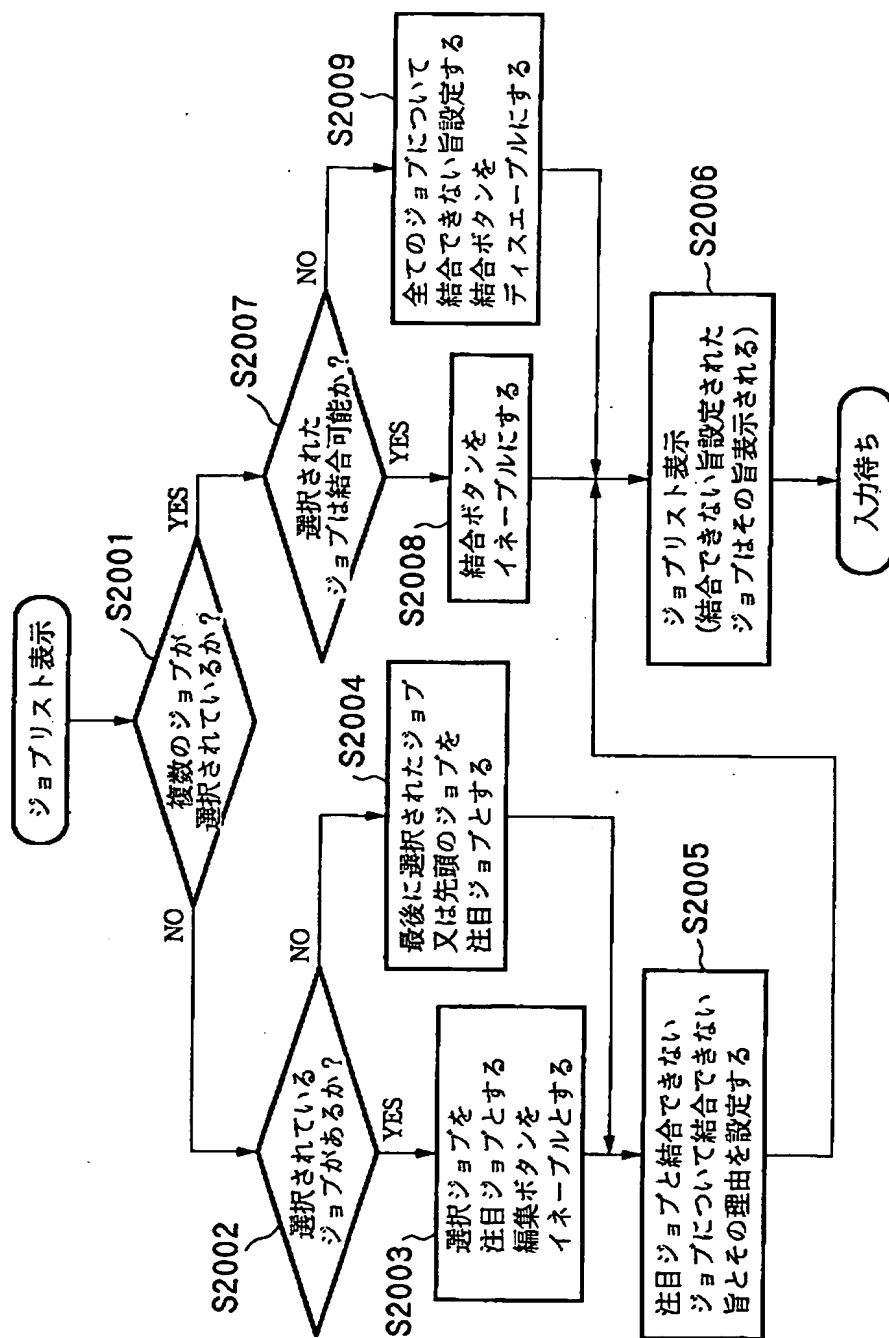 ジョブリスト表示
S2001
複数のジョブが
選択されているか？
NO
YES
S2002
選択されている
ジョブがあるか？
NO
YES
S2003
選択ジョブを
注目ジョブとする
編集ボタンを
イネーブルとする
S2004
最後に選択されたジョブ
又は先頭のジョブを
注目ジョブとする
S2005
注目ジョブと結合できない
ジョブについて結合できない
旨とその理由を設定する
S2007
選択された
ジョブは結合可能か？
NO
YES
S2008
結合ボタンを
イネーブルにする
S2009
全てのジョブについて
結合できない旨設定する
結合ボタンを
ディスエーブルにする
S2006
ジョブリスト表示
(結合できない旨設定された
ジョブはその旨表示される)
入力待ち